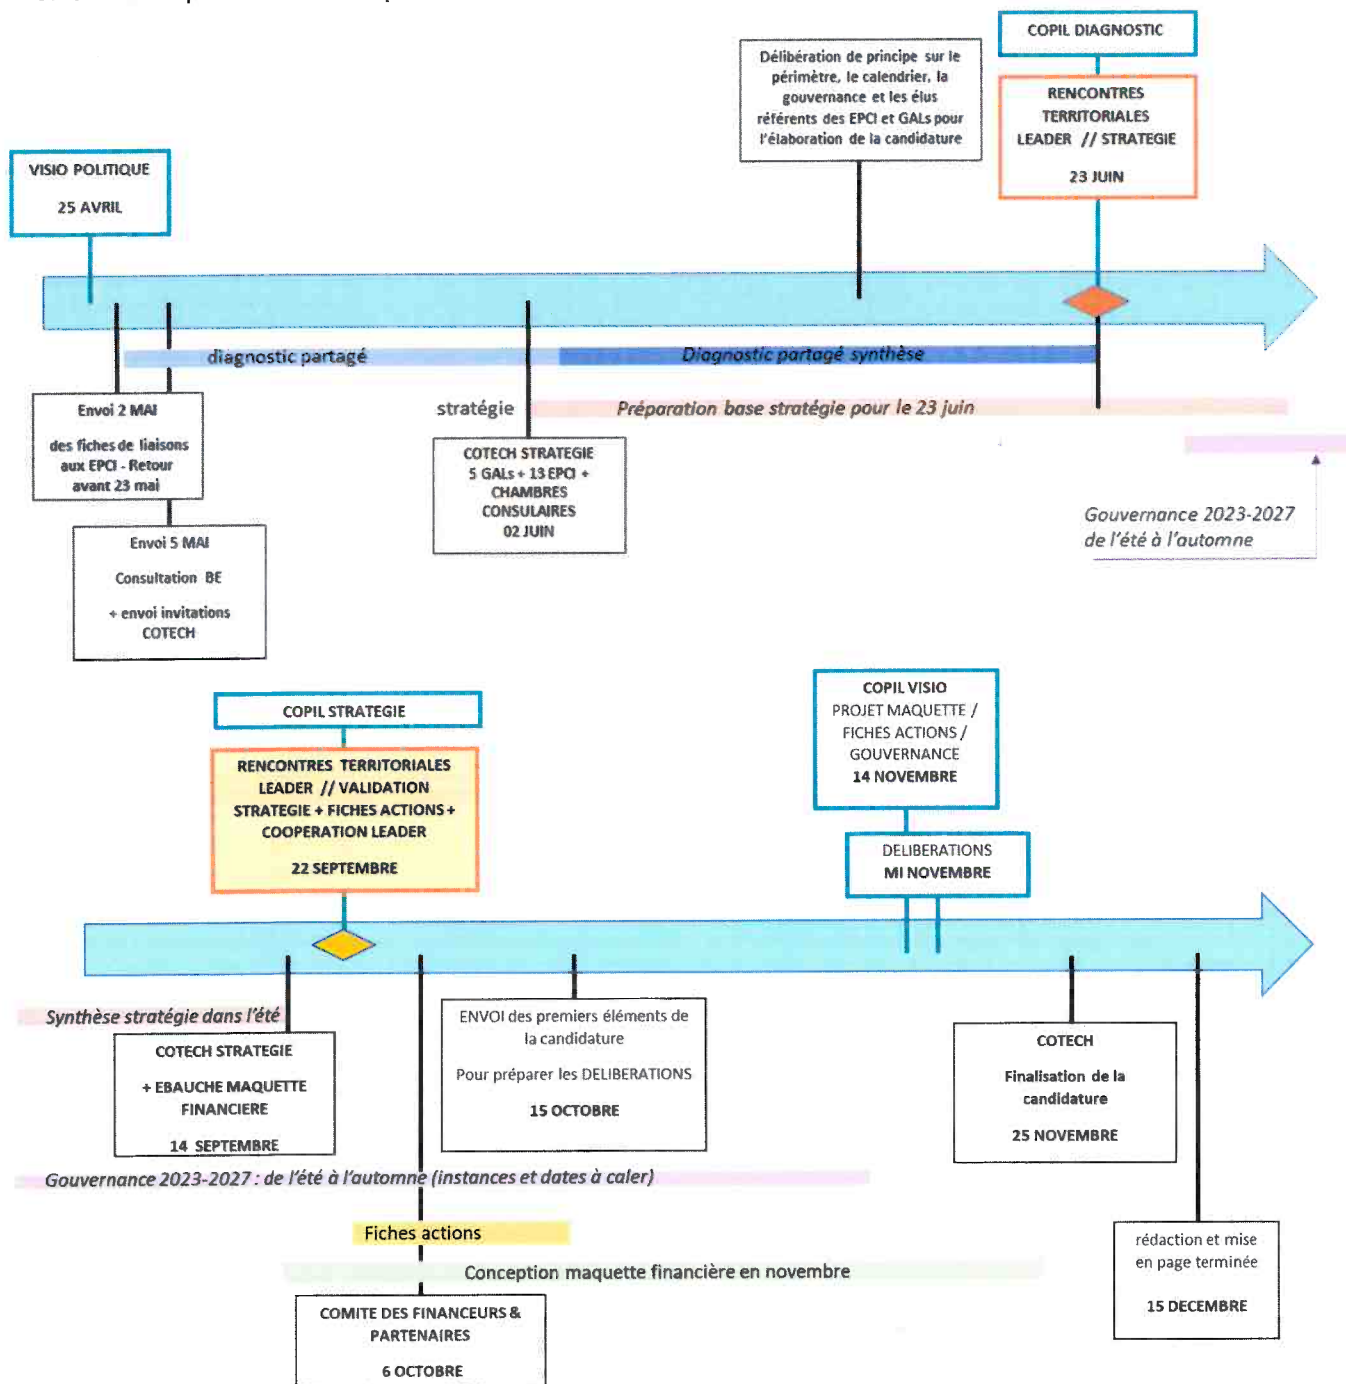 COPIL DIAGNOSTIC
Délibération de principe sur le
périmètre, le calendrier, la
gouvernance et les élus
référents des EPCI et GALs pour
l'élaboration de la candidature
RENCONTRES
TERRITORIALES
LEADER // STRATEGIE
23 JUIN
VISIO POLITIQUE
25 AVRIL
diagnostic partagé
Diagnostic partagé synthèse
stratégie
Préparation base stratégie pour le 23 juin
Envoi 2 MAI
des fiches de liaisons
aux EPCI - Retour
avant 23 mai
COTECH STRATEGIE
5 GALs + 13 EPCI +
CHAMBRES
CONSULAIRES
02 JUIN
Gouvernance 2023-2027
de l'été à l'automne
Envoi 5 MAI
Consultation BE
+ envoi invitations
COTECH
COPIL STRATEGIE
RENCONTRES TERRITORIALES
LEADER // VALIDATION
STRATEGIE + FICHES ACTIONS +
COOPERATION LEADER
22 SEPTEMBRE
COPIL VISIO
PROJET MAQUETTE /
FICHES ACTIONS /
GOUVERNANCE
14 NOVEMBRE
DELIBERATIONS
MI NOVEMBRE
Synthèse stratégie dans l'été
COTECH STRATEGIE
+ EBAUCHE MAQUETTE
FINANCIERE
14 SEPTEMBRE
ENVOI des premiers éléments de
la candidature
Pour préparer les DELIBERATIONS
15 OCTOBRE
COTECH
Finalisation de la
candidature
25 NOVEMBRE
Gouvernance 2023-2027 : de l'été à l'automne (instances et dates à caler)
Fiches actions
Conception maquette financière en novembre
COMITE DES FINANCEURS &
PARTENAIRES
6 OCTOBRE
rédaction et mise
en page terminée
15 DECEMBRE